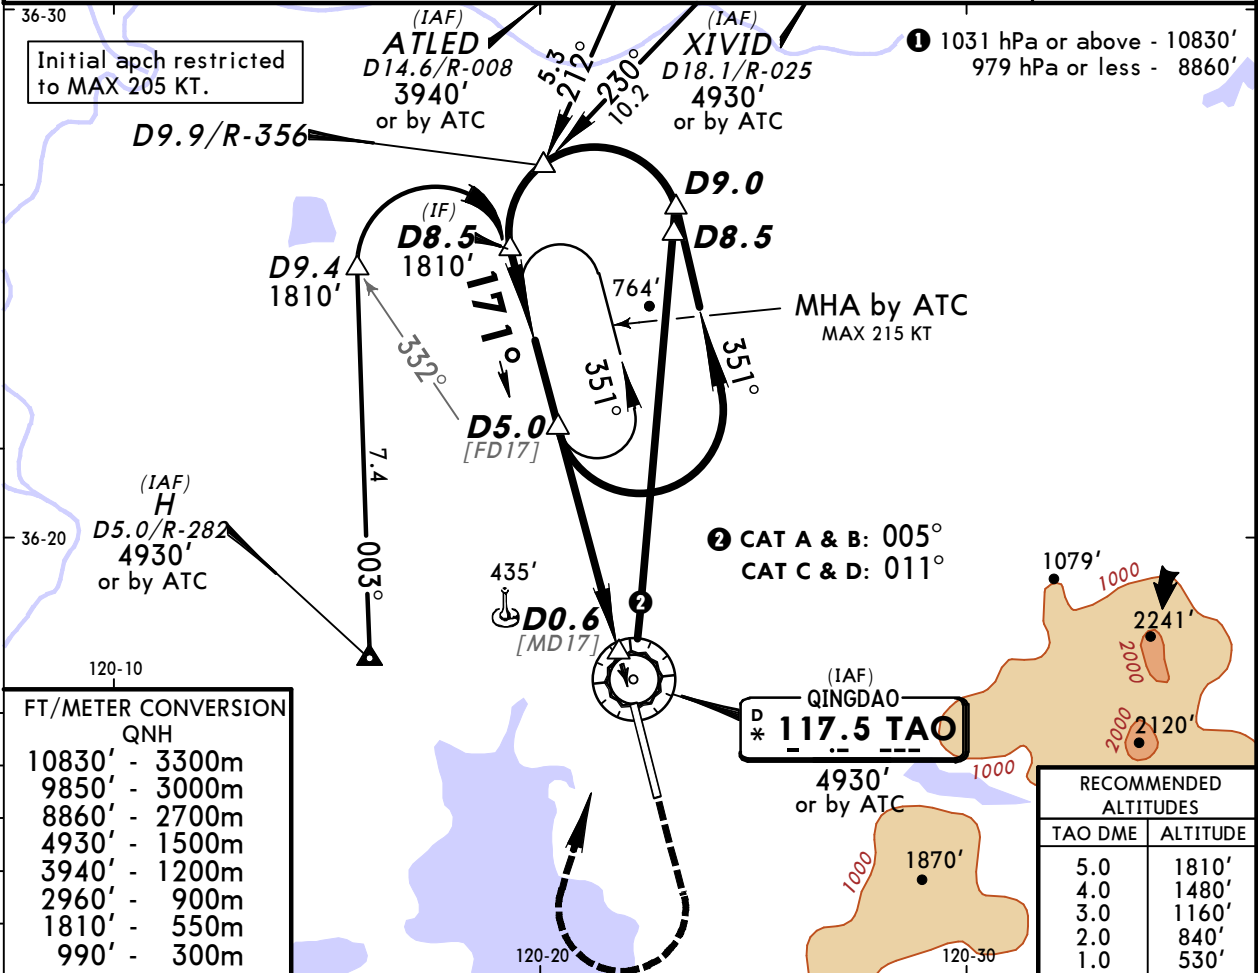 36-30
Initial apch restricted
to MAX 205 KT.
(IAF)
ATLED
D14.6/R-008
3940'
or by ATC
5.3
212°
230°
10.2
(IAF)
XIVID
D18.1/R-025
4930'
or by ATC
1 1031 hPa or above - 10830'
979 hPa or less - 8860'
D9.9/R-356
D9.0
D8.5
(IF)
D8.5
1810'
D9.4
1810'
171°
764'
MHA by ATC
MAX 215 KT
332°
351°
351°
D5.0
[FD17]
7.4
003°
(IAF)
H
D5.0/R-282
4930'
or by ATC
36-20
2 CAT A & B: 005°
CAT C & D: 011°
435'
D0.6
[MD17]
2
1079'
1000
2241'
2000
2000
2120'
1000
120-10
(IAF)
QINGDAO
D
* 117.5 TAO
4930'
or by ATC
FT/METER CONVERSION
QNH
10830' - 3300m
9850' - 3000m
8860' - 2700m
4930' - 1500m
3940' - 1200m
2960' - 900m
1810' - 550m
990' - 300m
1000
1870'
120-20
120-30
RECOMMENDED
ALTITUDES
TAO DME ALTITUDE
5.0 1810'
4.0 1480'
3.0 1160'
2.0 840'
1.0 530'